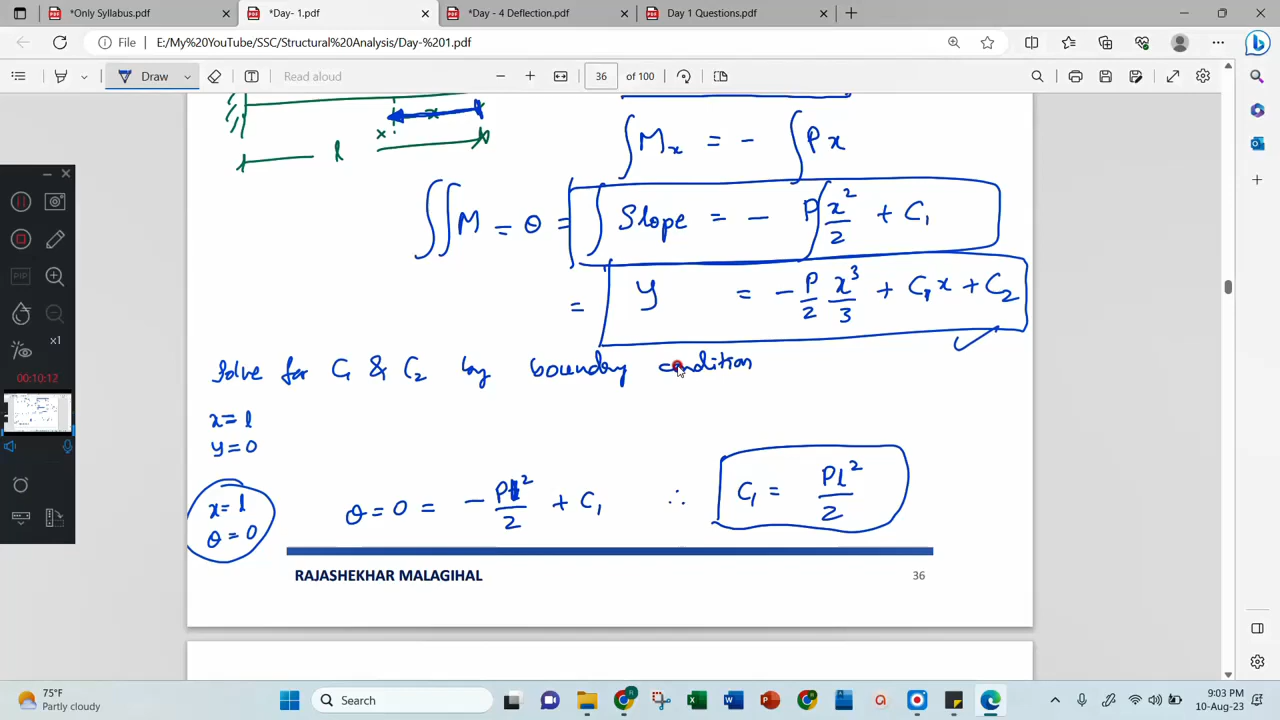 *Only Syllabus.pdf
*Day- 1.pdf
*Day - 4 Deflection.pdf
Day 1 Questions.pdf
File
E:/My%20YouTube/SSC/Structural%20Analysis/Day-%201.pdf
Draw
Read aloud
36 of 100
x
x
l
∫ Mₓ = - ∫ P x
∬ M = θ = ∫ Slope = - P ∫ x²/2 + C₁
= y = - P/2 x³/3 + C₁x + C₂
Solve for C₁ & C₂ by boundary condition
x = l
y = 0
x = l
θ = 0
θ = 0 = - Pl²/2 + C₁ ∴ C₁ = Pl²/2
RAJASHEKHAR MALAGIHAL
36
PIP
x1
00:10:12
75°F
Partly cloudy
Search
9:03 PM
10-Aug-23